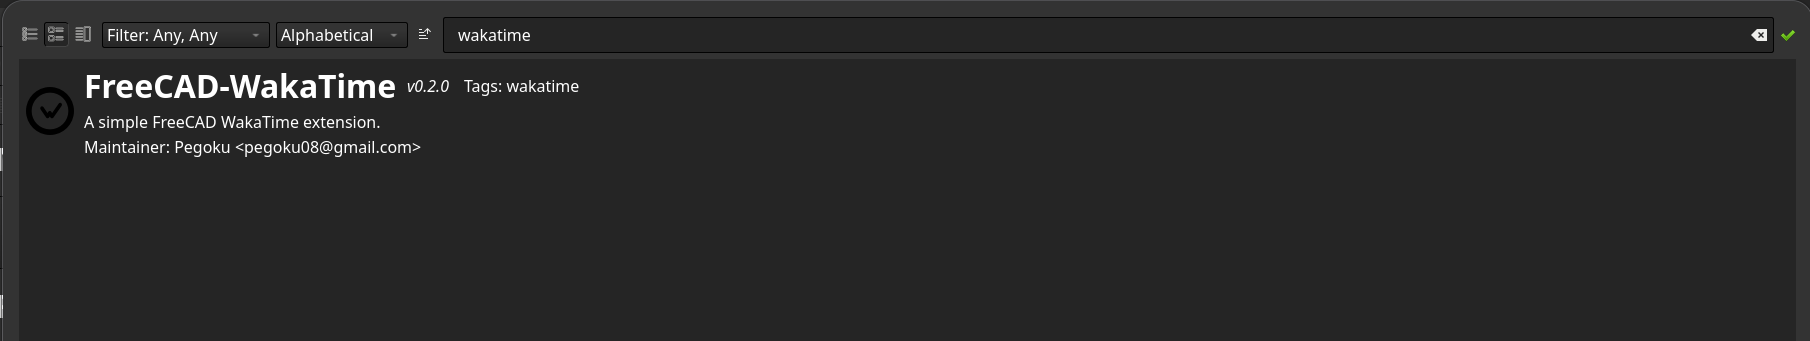 Filter: Any, Any Alphabetical wakatime
FreeCAD-WakaTime v0.2.0 Tags: wakatime
A simple FreeCAD WakaTime extension.
Maintainer: Pegoku <pegoku08@gmail.com>